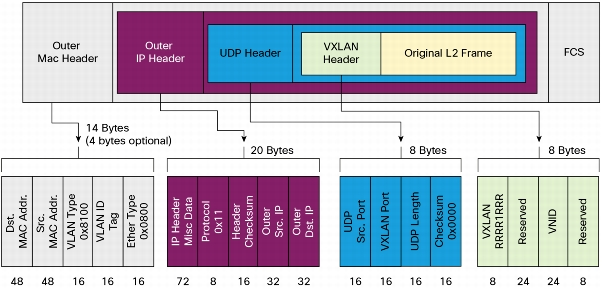 Outer
Mac Header
Outer
IP Header
UDP Header
VXLAN
Header
Original L2 Frame
FCS
14 Bytes
(4 bytes optional)
20 Bytes
8 Bytes
8 Bytes
Dst.
MAC Addr.
Src.
MAC Addr.
VLAN Type
0x8100
VLAN ID
Tag
Ether Type
0x0800
IP Header
Misc Data
Protocol
0x11
Header
Checksum
Outer
Src. IP
Outer
Dst. IP
UDP
Src. Port
VXLAN Port
UDP Length
Checksum
0x0000
VXLAN
RRRR1RRR
Reserved
VNID
Reserved
48 48 16 16 16
72 8 16 32 32
16 16 16 16
8 24 24 8